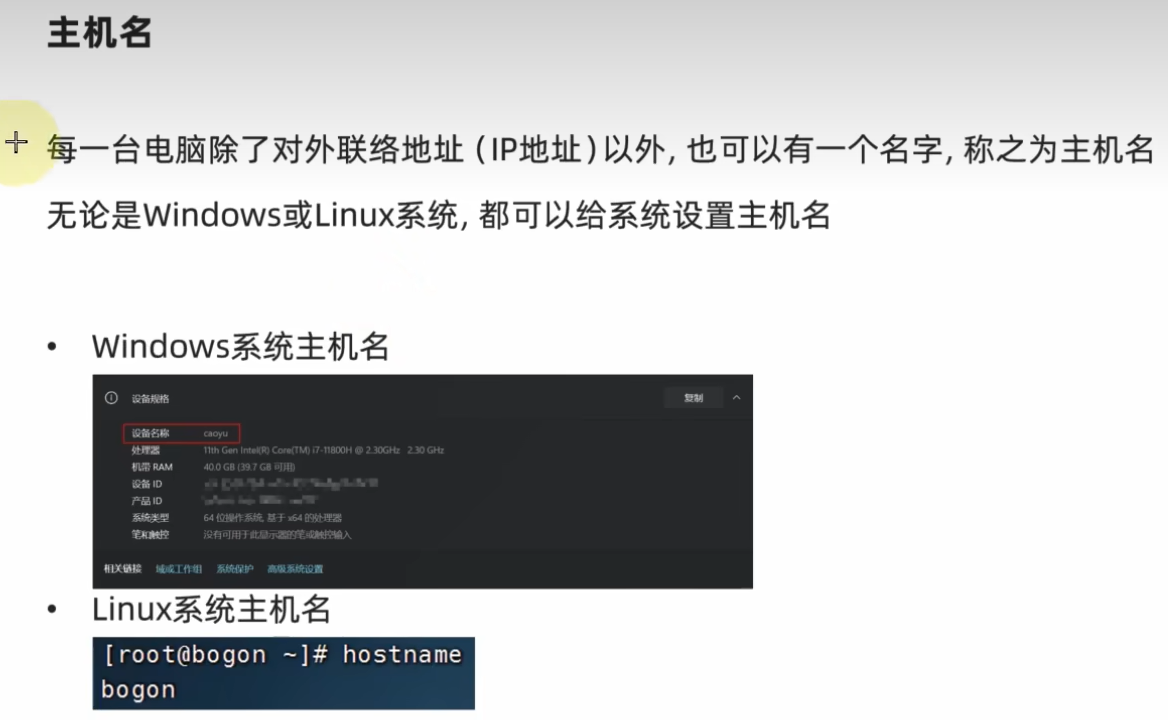 主机名
每一台电脑除了对外联络地址（IP地址）以外, 也可以有一个名字, 称之为主机名
无论是Windows或Linux系统, 都可以给系统设置主机名
• Windows系统主机名
设备规格 复制
设备名称 caoyu
处理器 11th Gen Intel(R) Core(TM) i7-11800H @ 2.30GHz 2.30 GHz
机带 RAM 40.0 GB (39.7 GB 可用)
设备 ID
产品 ID
系统类型 64 位操作系统, 基于 x64 的处理器
笔和触控 没有可用于此显示器的笔或触控输入
相关链接 域或工作组 系统保护 高级系统设置
• Linux系统主机名
[root@bogon ~]# hostname
bogon